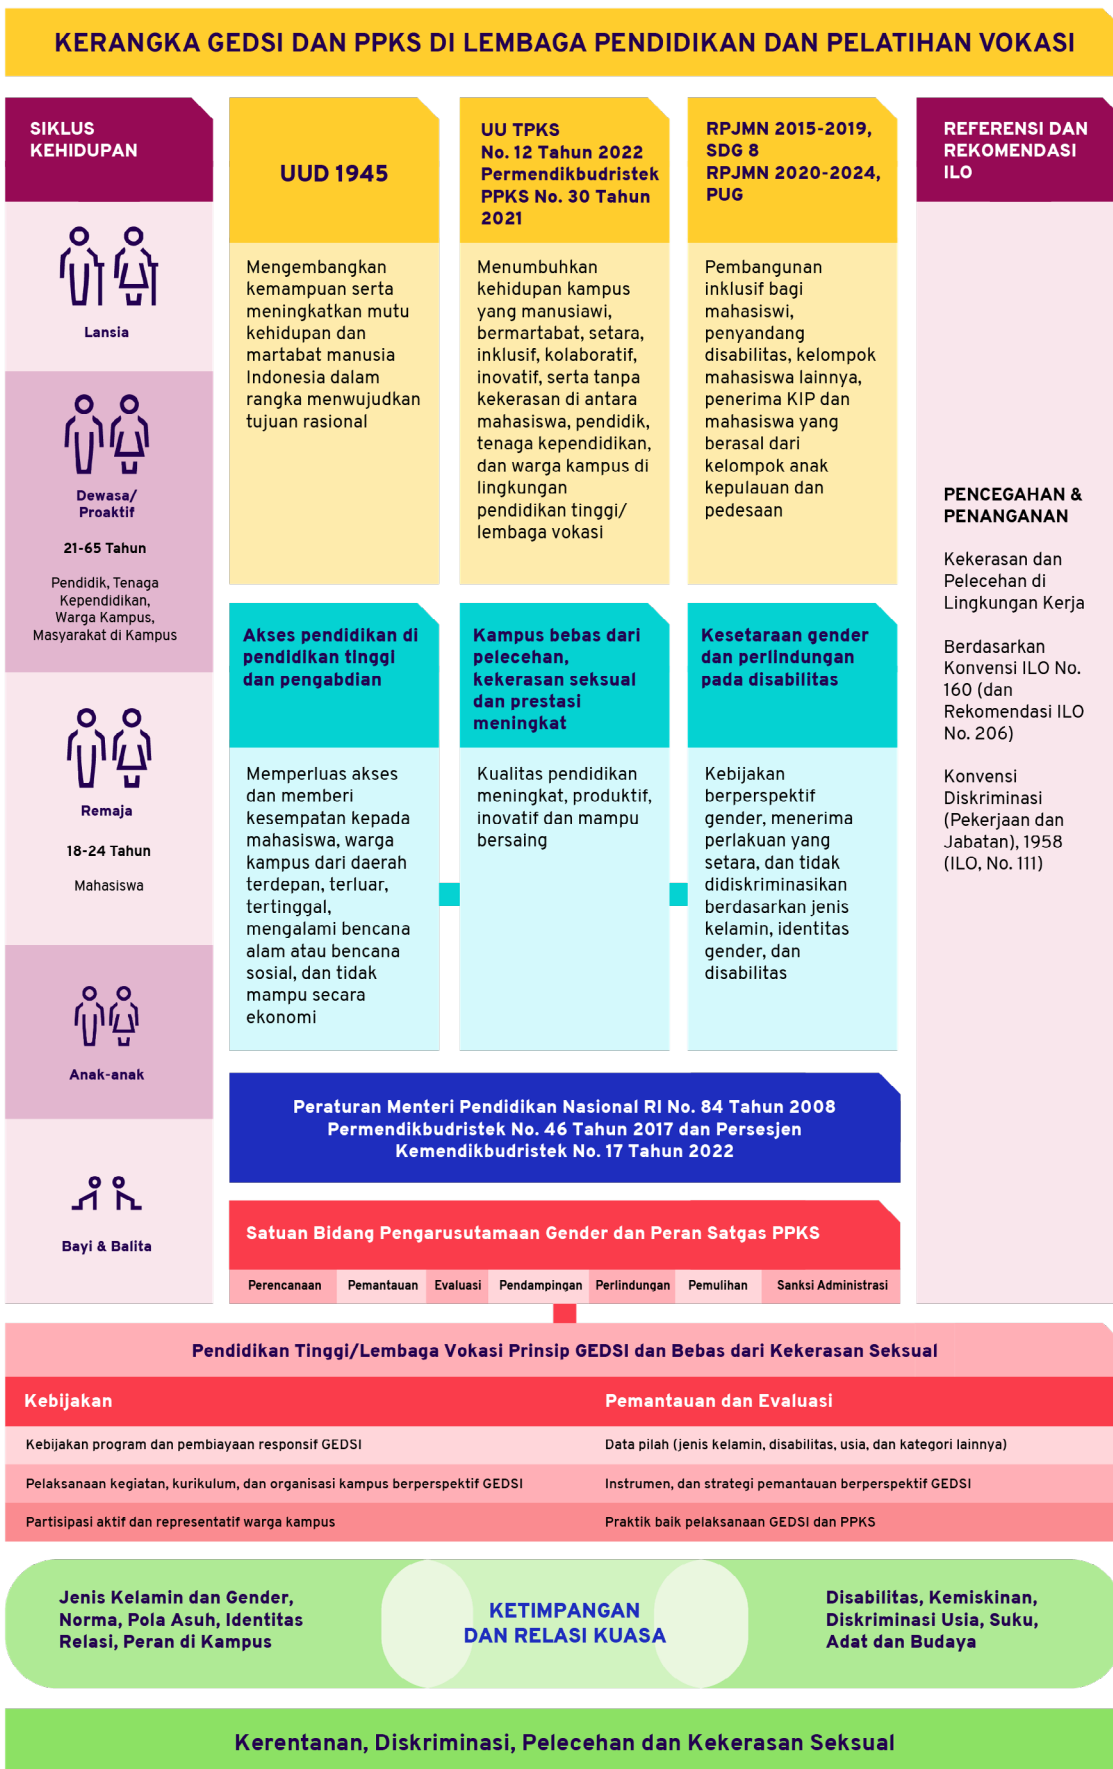 KERANGKA GEDSI DAN PPKS DI LEMBAGA PENDIDIKAN DAN PELATIHAN VOKASI
SIKLUS
KEHIDUPAN
Lansia
Dewasa/
Proaktif
21-65 Tahun
Pendidik, Tenaga
Kependidikan,
Warga Kampus,
Masyarakat di Kampus
Remaja
18-24 Tahun
Mahasiswa
Anak-anak
Bayi & Balita
UUD 1945
Mengembangkan
kemampuan serta
meningkatkan mutu
kehidupan dan
martabat manusia
Indonesia dalam
rangka menwujudkan
tujuan rasional
UU TPKS
No. 12 Tahun 2022
Permendikbudristek
PPKS No. 30 Tahun
2021
Menumbuhkan
kehidupan kampus
yang manusiawi,
bermartabat, setara,
inklusif, kolaboratif,
inovatif, serta tanpa
kekerasan di antara
mahasiswa, pendidik,
tenaga kependidikan,
dan warga kampus di
lingkungan
pendidikan tinggi/
lembaga vokasi
RPJMN 2015-2019,
SDG 8
RPJMN 2020-2024,
PUG
Pembangunan
inklusif bagi
mahasiswi,
penyandang
disabilitas, kelompok
mahasiswa lainnya,
penerima KIP dan
mahasiswa yang
berasal dari
kelompok anak
kepulauan dan
pedesaan
Akses pendidikan di
pendidikan tinggi
dan pengabdian
Memperluas akses
dan memberi
kesempatan kepada
mahasiswa, warga
kampus dari daerah
terdepan, terluar,
tertinggal,
mengalami bencana
alam atau bencana
sosial, dan tidak
mampu secara
ekonomi
Kampus bebas dari
pelecehan,
kekerasan seksual
dan prestasi
meningkat
Kualitas pendidikan
meningkat, produktif,
inovatif dan mampu
bersaing
Kesetaraan gender
dan perlindungan
pada disabilitas
Kebijakan
berperspektif
gender, menerima
perlakuan yang
setara, dan tidak
didiskriminasikan
berdasarkan jenis
kelamin, identitas
gender, dan
disabilitas
REFERENSI DAN
REKOMENDASI
ILO
PENCEGAHAN &
PENANGANAN
Kekerasan dan
Pelecehan di
Lingkungan Kerja
Berdasarkan
Konvensi ILO No.
160 (dan
Rekomendasi ILO
No. 206)
Konvensi
Diskriminasi
(Pekerjaan dan
Jabatan), 1958
(ILO, No. 111)
Peraturan Menteri Pendidikan Nasional RI No. 84 Tahun 2008
Permendikbudristek No. 46 Tahun 2017 dan Persesjen
Kemendikbudristek No. 17 Tahun 2022
Satuan Bidang Pengarusutamaan Gender dan Peran Satgas PPKS
Perencanaan Pemantauan Evaluasi Pendampingan Perlindungan Pemulihan Sanksi Administrasi
Pendidikan Tinggi/Lembaga Vokasi Prinsip GEDSI dan Bebas dari Kekerasan Seksual
Kebijakan Pemantauan dan Evaluasi
Kebijakan program dan pembiayaan responsif GEDSI Data pilah (jenis kelamin, disabilitas, usia, dan kategori lainnya)
Pelaksanaan kegiatan, kurikulum, dan organisasi kampus berperspektif GEDSI Instrumen, dan strategi pemantauan berperspektif GEDSI
Partisipasi aktif dan representatif warga kampus Praktik baik pelaksanaan GEDSI dan PPKS
Jenis Kelamin dan Gender,
Norma, Pola Asuh, Identitas
Relasi, Peran di Kampus
KETIMPANGAN
DAN RELASI KUASA
Disabilitas, Kemiskinan,
Diskriminasi Usia, Suku,
Adat dan Budaya
Kerentanan, Diskriminasi, Pelecehan dan Kekerasan Seksual